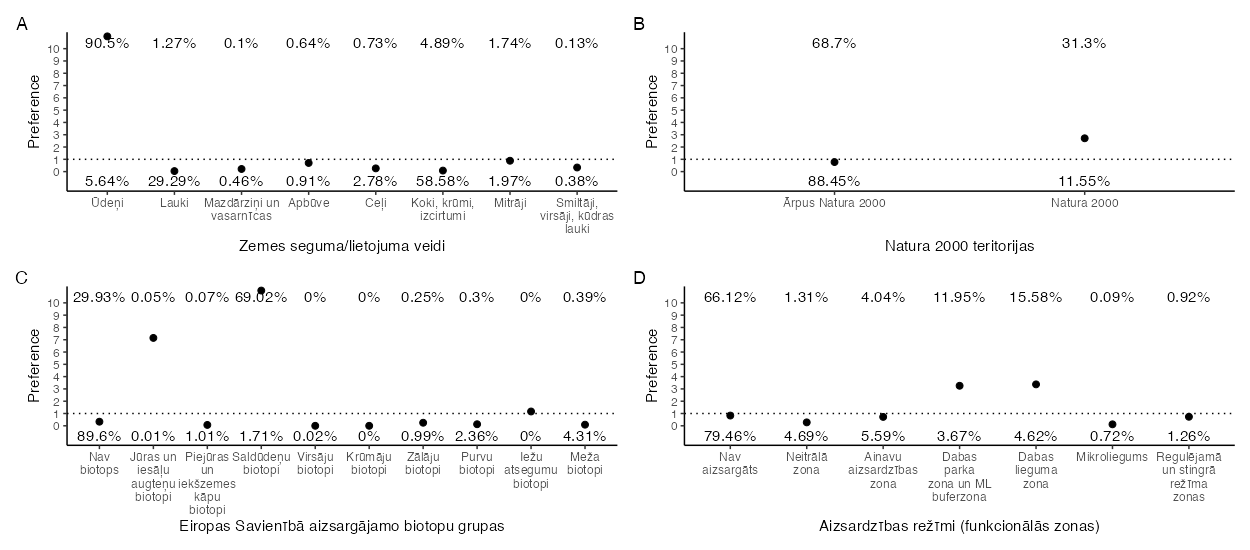 A
Preference
10
9
8
7
6
5
4
3
2
1
0
90.5% 1.27% 0.1% 0.64% 0.73% 4.89% 1.74% 0.13%
5.64% 29.29% 0.46% 0.91% 2.78% 58.58% 1.97% 0.38%
Ūdeņi Lauki Mazdārziņi un Apbūve Ceļi Koki, krūmi, Mitrāji Smiltāji,
vasarnīcas izcirtumi virsāji, kūdras
lauki
Zemes seguma/lietojuma veidi
B
Preference
10
9
8
7
6
5
4
3
2
1
0
68.7% 31.3%
88.45% 11.55%
Ārpus Natura 2000 Natura 2000
Natura 2000 teritorijas
C
Preference
10
9
8
7
6
5
4
3
2
1
0
29.93% 0.05% 0.07% 69.02% 0% 0% 0.25% 0.3% 0% 0.39%
89.6% 0.01% 1.01% 1.71% 0.02% 0% 0.99% 2.36% 0% 4.31%
Nav Jūras un Piejūras Saldūdeņu Virsāju Krūmāju Zālāju Purvu Iežu Meža
biotops iesāļu un biotopi biotopi biotopi biotopi biotopi atsegumu biotopi
augteņu iekšzemes biotopi
biotopi kāpu
biotopi
Eiropas Savienībā aizsargājamo biotopu grupas
D
Preference
10
9
8
7
6
5
4
3
2
1
0
66.12% 1.31% 4.04% 11.95% 15.58% 0.09% 0.92%
79.46% 4.69% 5.59% 3.67% 4.62% 0.72% 1.26%
Nav Neitrālā Ainavu Dabas Dabas Mikroliegums Regulējamā
aizsargāts zona aizsardzības parka lieguma un stingrā
zona zona un ML zona režīma
buferzona zonas
Aizsardzības režīmi (funkcionālās zonas)